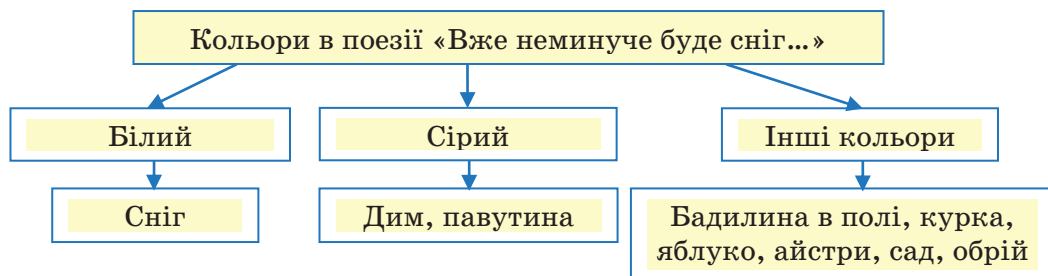 Кольори в поезії «Вже неминуче буде сніг…»
Білий
Сірий
Інші кольори
Сніг
Дим, павутина
Бадилина в полі, курка,
яблуко, айстри, сад, обрій